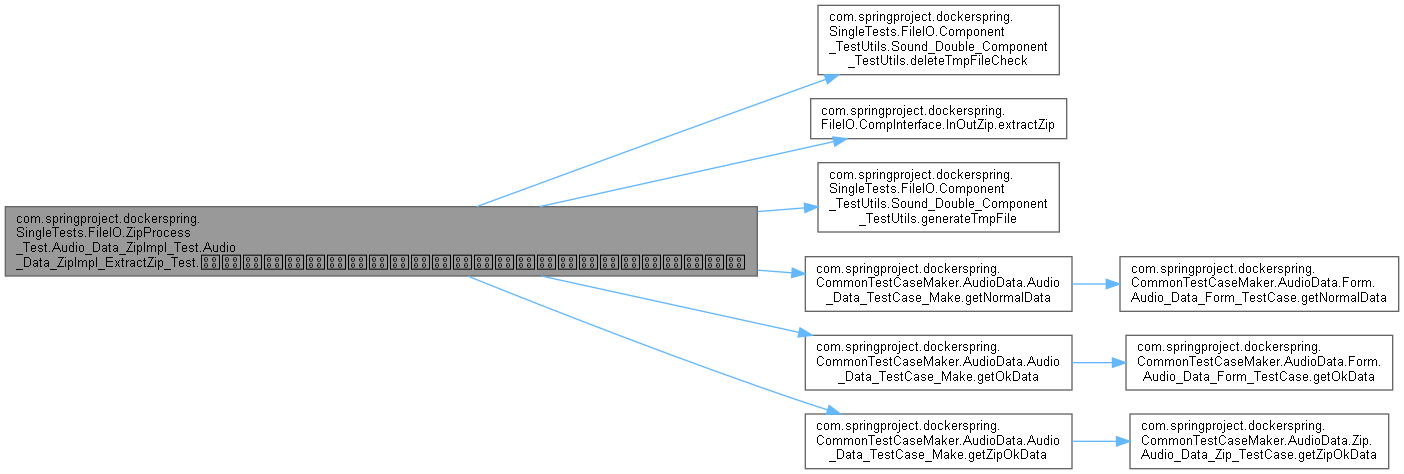 com.springproject.dockerspring.
SingleTests.FileIO.Component
_TestUtils.Sound_Double_Component
_TestUtils.deleteTmpFileCheck
com.springproject.dockerspring.
FileIO.CompInterface.InOutZip.extractZip
com.springproject.dockerspring.
SingleTests.FileIO.Component
_TestUtils.Sound_Double_Component
_TestUtils.generateTmpFile
com.springproject.dockerspring.
SingleTests.FileIO.ZipProcess
_Test.Audio_Data_ZipImpl_Test.Audio
_Data_ZipImpl_ExtractZip_Test.
com.springproject.dockerspring.
CommonTestCaseMaker.AudioData.Audio
_Data_TestCase_Make.getNormalData
com.springproject.dockerspring.
CommonTestCaseMaker.AudioData.Form.
Audio_Data_Form_TestCase.getNormalData
com.springproject.dockerspring.
CommonTestCaseMaker.AudioData.Audio
_Data_TestCase_Make.getOkData
com.springproject.dockerspring.
CommonTestCaseMaker.AudioData.Form.
Audio_Data_Form_TestCase.getOkData
com.springproject.dockerspring.
CommonTestCaseMaker.AudioData.Audio
_Data_TestCase_Make.getZipOkData
com.springproject.dockerspring.
CommonTestCaseMaker.AudioData.Zip.
Audio_Data_Zip_TestCase.getZipOkData